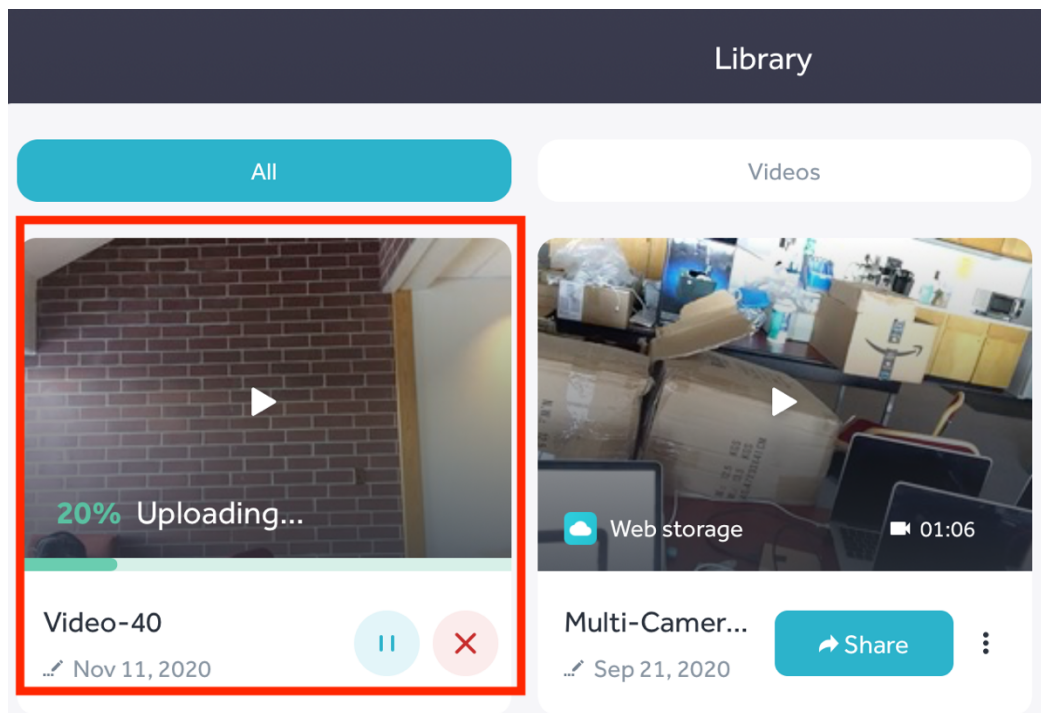 Library
All
Videos
20% Uploading...
Video-40
Nov 11, 2020
Web storage
01:06
Multi-Camer...
Sep 21, 2020
Share